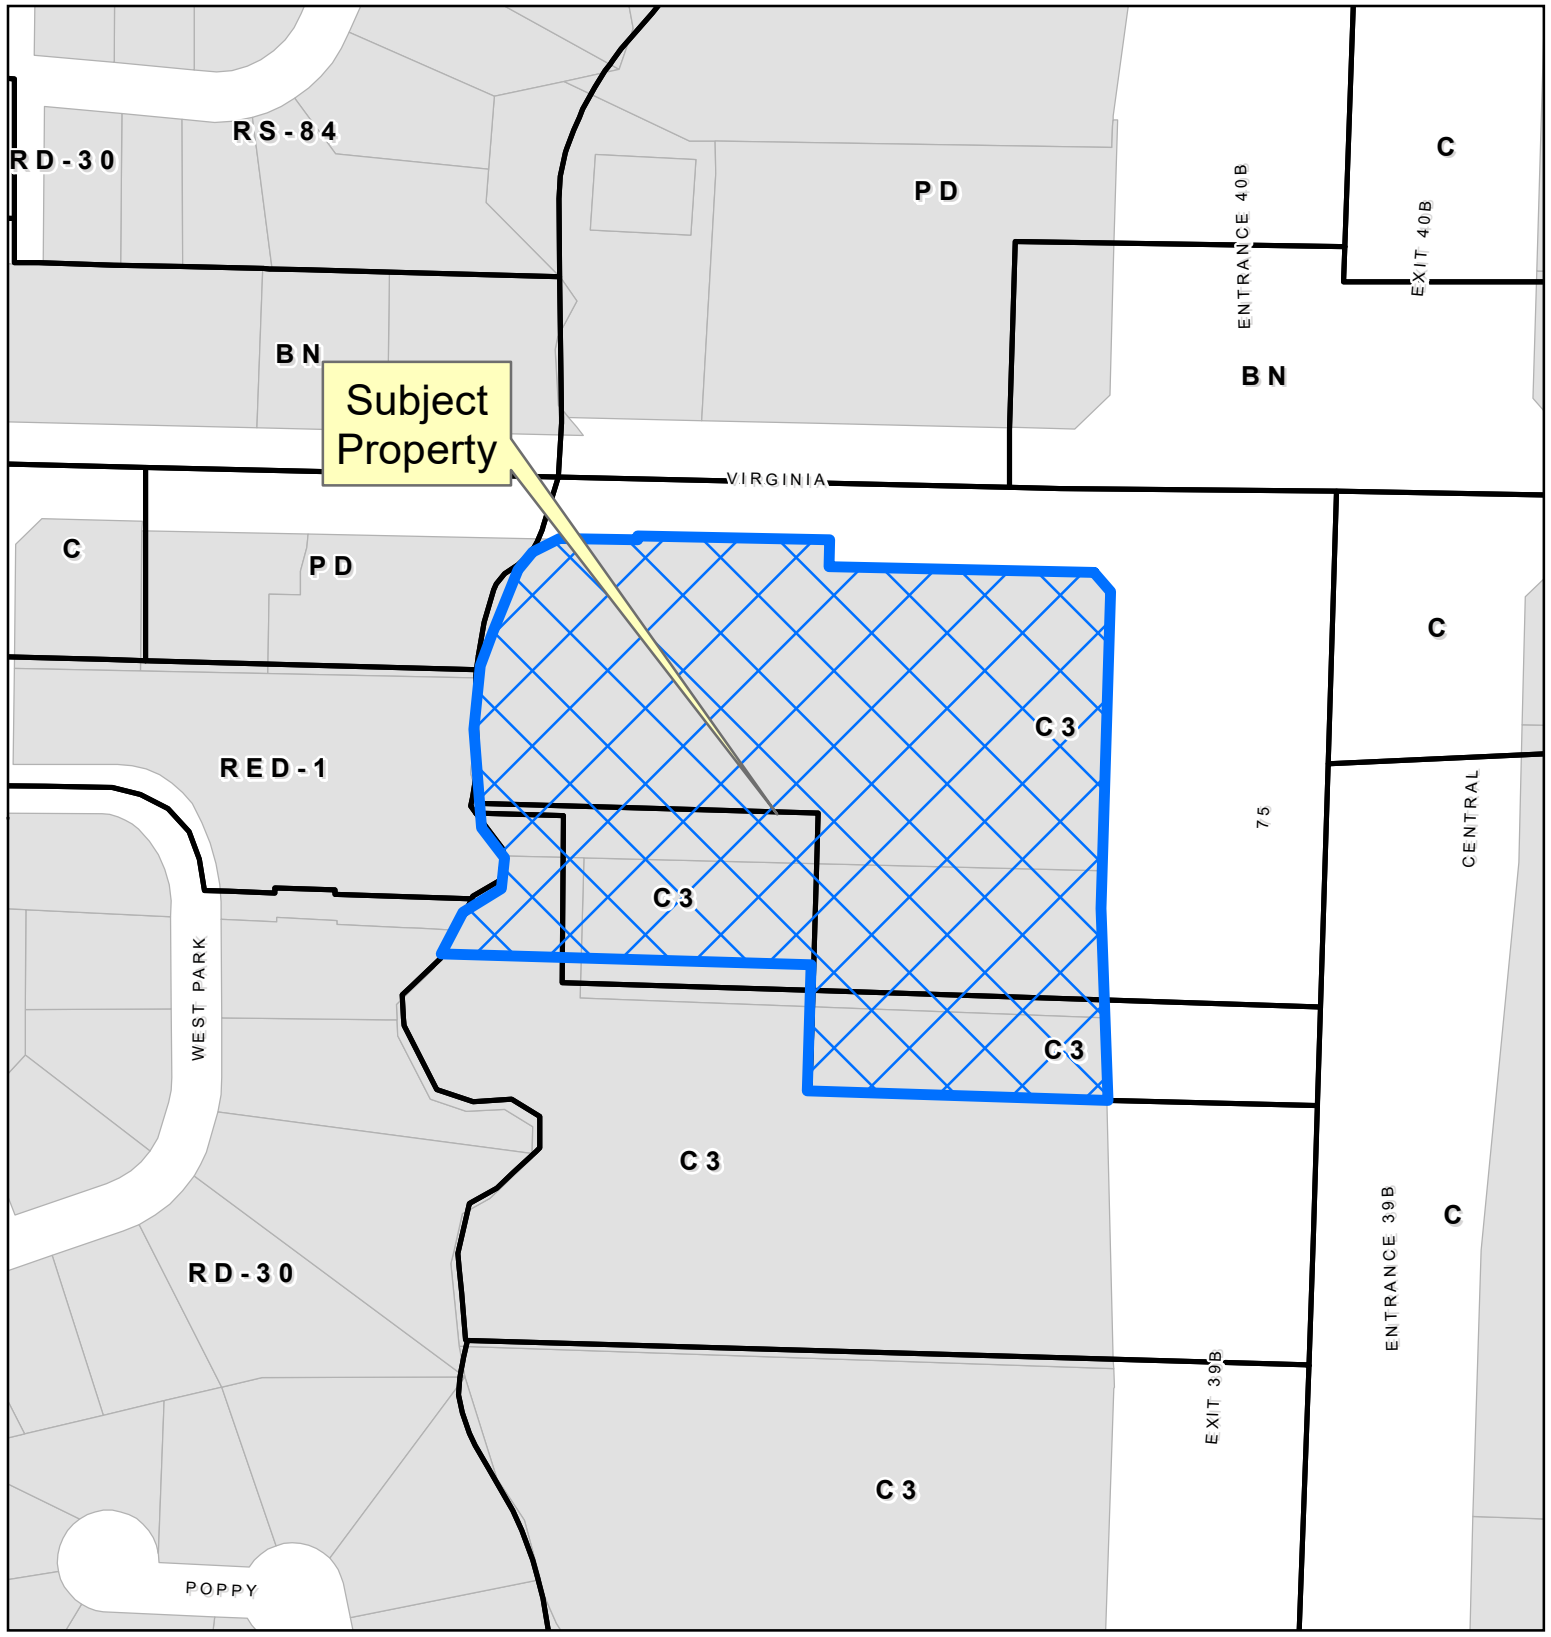 RS-84
RD-30
C
PD
ENTRANCE 40B
EXIT 40B
BN
BN
Subject
Property
VIRGINIA
C
PD
C
C3
RED-1
75
CENTRAL
C3
WEST PARK
C3
C3
C
ENTRANCE 39B
RD-30
EXIT 39B
C3
POPPY